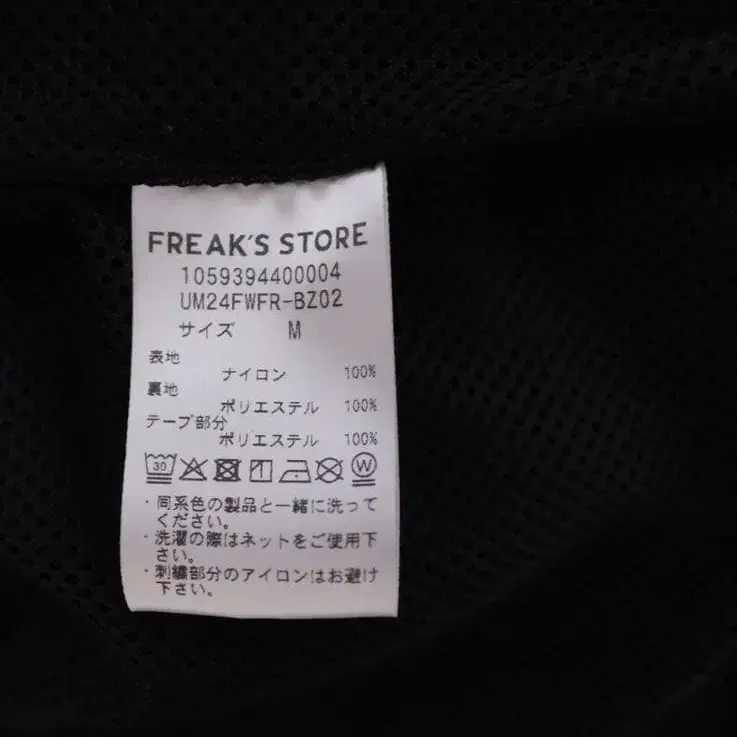 FREAK'S STORE
1059394400004
UM24FWFR-BZ02
サイズ M
表地
ナイロン 100%
裏地
ポリエステル 100%
テープ部分
ポリエステル 100%
30 W
・同系色の製品と一緒に洗って
ください。
・洗濯の際はネットをご使用下
さい。
・刺繍部分のアイロンはお避け
下さい。